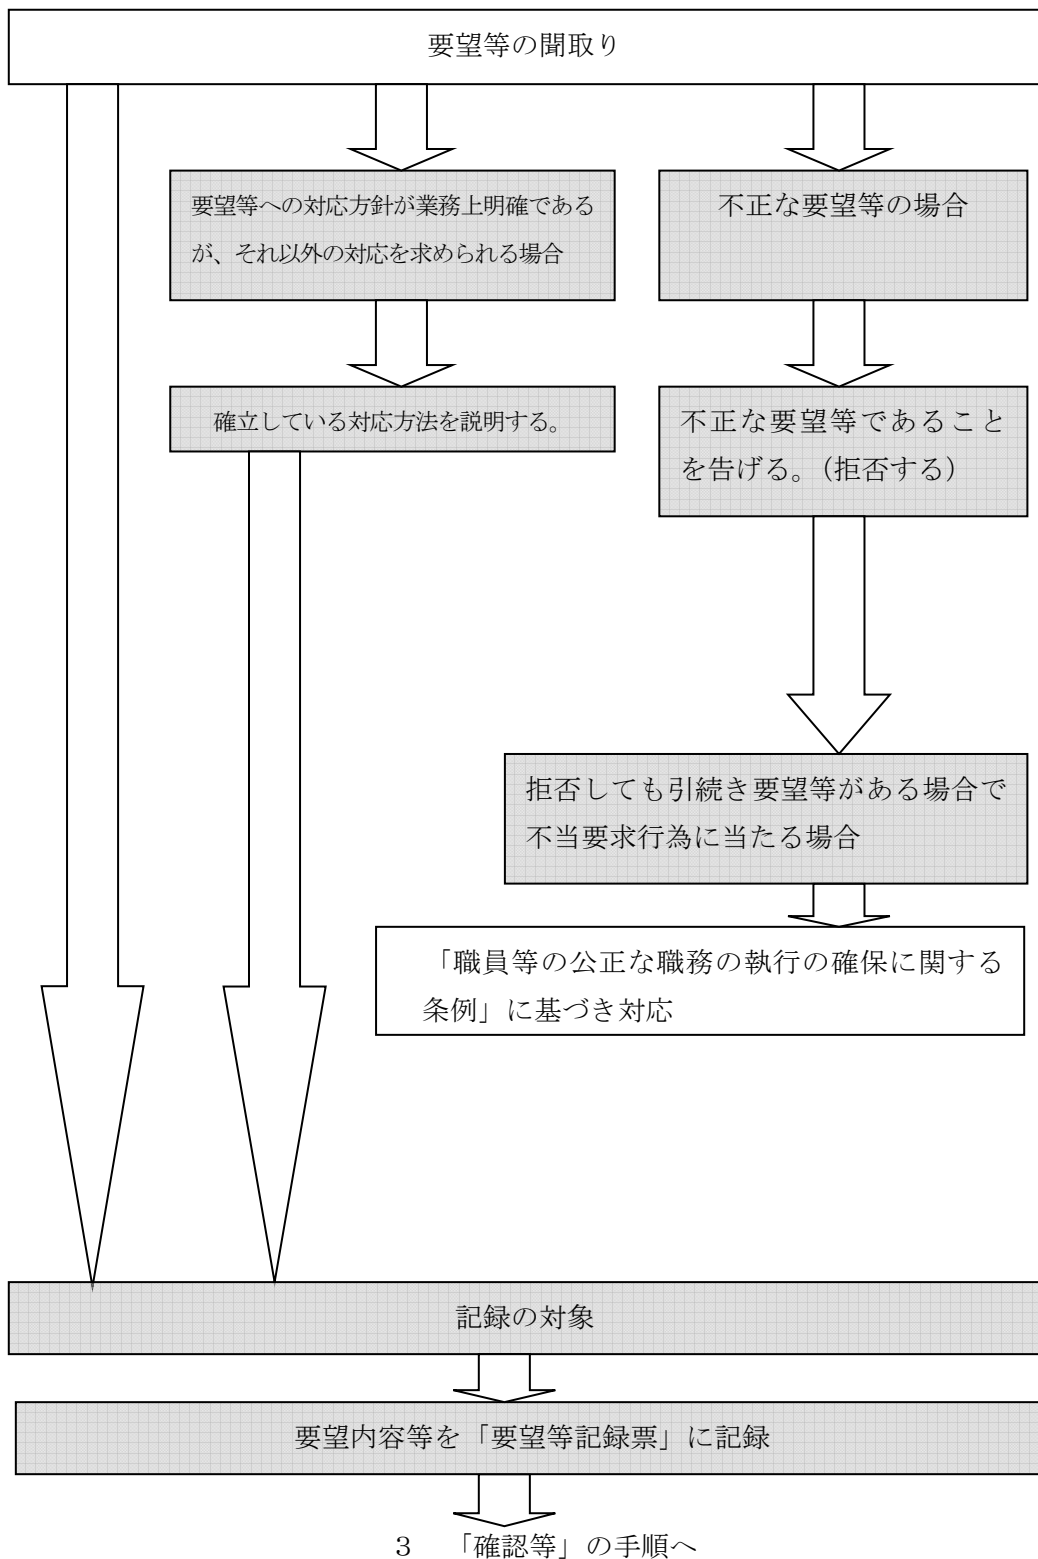 要望等の聞取り
要望等への対応方針が業務上明確である
が、それ以外の対応を求められる場合
不正な要望等の場合
確立している対応方法を説明する。
不正な要望等であること
を告げる。（拒否する）
拒否しても引続き要望等がある場合で
不当要求行為に当たる場合
「職員等の公正な職務の執行の確保に関する
条例」に基づき対応
記録の対象
要望内容等を「要望等記録票」に記録
３　「確認等」の手順へ